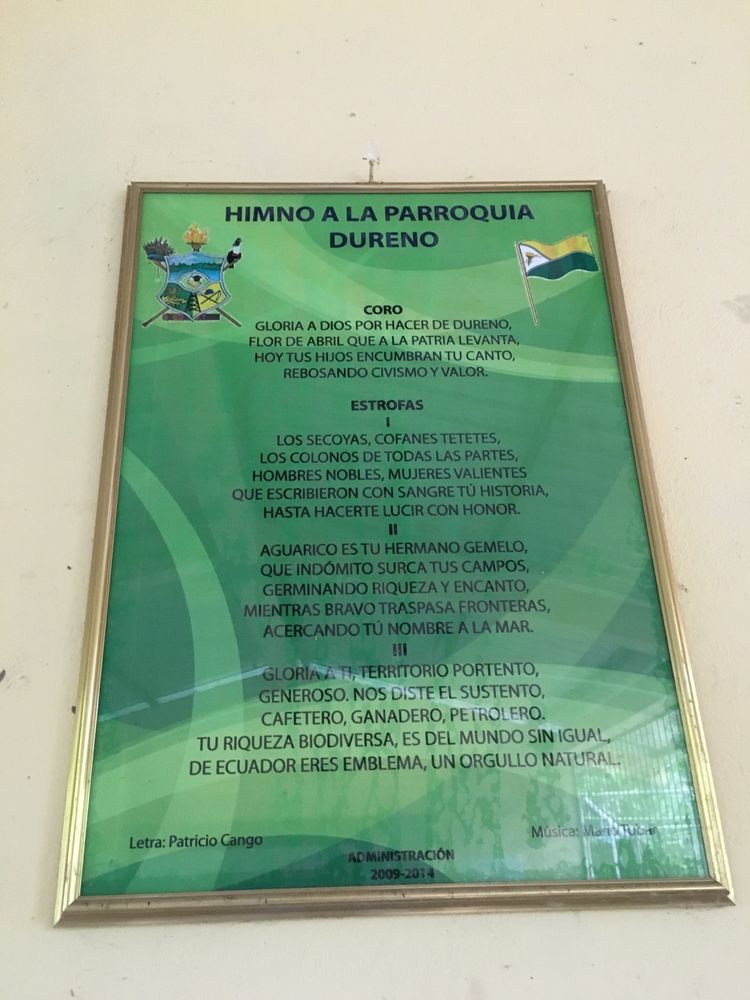 HIMNO A LA PARROQUIA
DURENO
CORO
GLORIA A DIOS POR HACER DE DURENO,
FLOR DE ABRIL QUE A LA PATRIA LEVANTA,
HOY TUS HIJOS ENCUMBRAN TU CANTO,
REBOSANDO CIVISMO Y VALOR.
ESTROFAS
I
LOS SECOYAS, COFANES TETETES,
LOS COLONOS DE TODAS LAS PARTES,
HOMBRES NOBLES, MUJERES VALIENTES
QUE ESCRIBIERON CON SANGRE TÚ HISTORIA,
HASTA HACERTE LUCIR CON HONOR.
II
AGUARICO ES TU HERMANO GEMELO,
QUE INDÓMITO SURCA TUS CAMPOS,
GERMINANDO RIQUEZA Y ENCANTO,
MIENTRAS BRAVO TRASPASA FRONTERAS,
ACERCANDO TÚ NOMBRE A LA MAR.
III
GLORIA A TI, TERRITORIO PORTENTO,
GENEROSO. NOS DISTE EL SUSTENTO,
CAFETERO, GANADERO, PETROLERO.
TU RIQUEZA BIODIVERSA, ES DEL MUNDO SIN IGUAL,
DE ECUADOR ERES EMBLEMA, UN ORGULLO NATURAL.
Letra: Patricio Cango
Música: Mario Tubar
ADMINISTRACIÓN
2009-2014